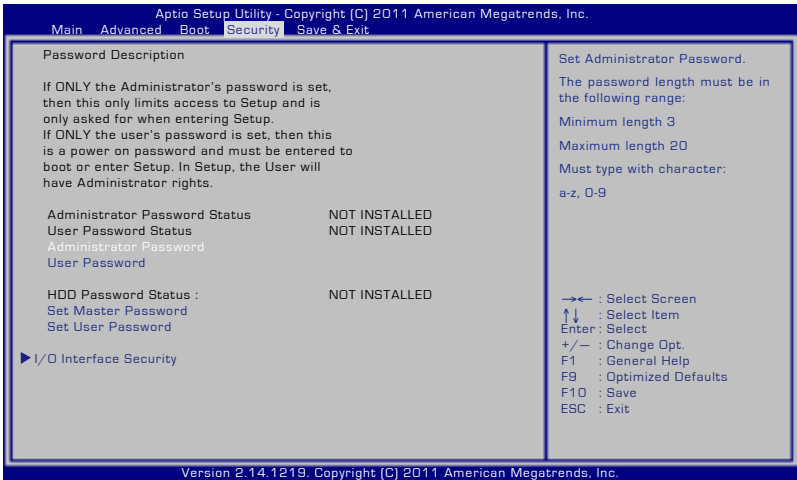 Aptio Setup Utility - Copyright (C) 2011 American Megatrends, Inc.
Main Advanced Boot Security Save & Exit
Password Description
If ONLY the Administrator's password is set,
then this only limits access to Setup and is
only asked for when entering Setup.
If ONLY the user's password is set, then this
is a power on password and must be entered to
boot or enter Setup. In Setup, the User will
have Administrator rights.
Administrator Password Status NOT INSTALLED
User Password Status NOT INSTALLED
Administrator Password
User Password
HDD Password Status : NOT INSTALLED
Set Master Password
Set User Password
▶ I/O Interface Security
Set Administrator Password.
The password length must be in
the following range:
Minimum length 3
Maximum length 20
Must type with character:
a-z, 0-9
→← : Select Screen
↑↓ : Select Item
Enter : Select
+/— : Change Opt.
F1 : General Help
F9 : Optimized Defaults
F10 : Save
ESC : Exit
Version 2.14.1219. Copyright (C) 2011 American Megatrends, Inc.